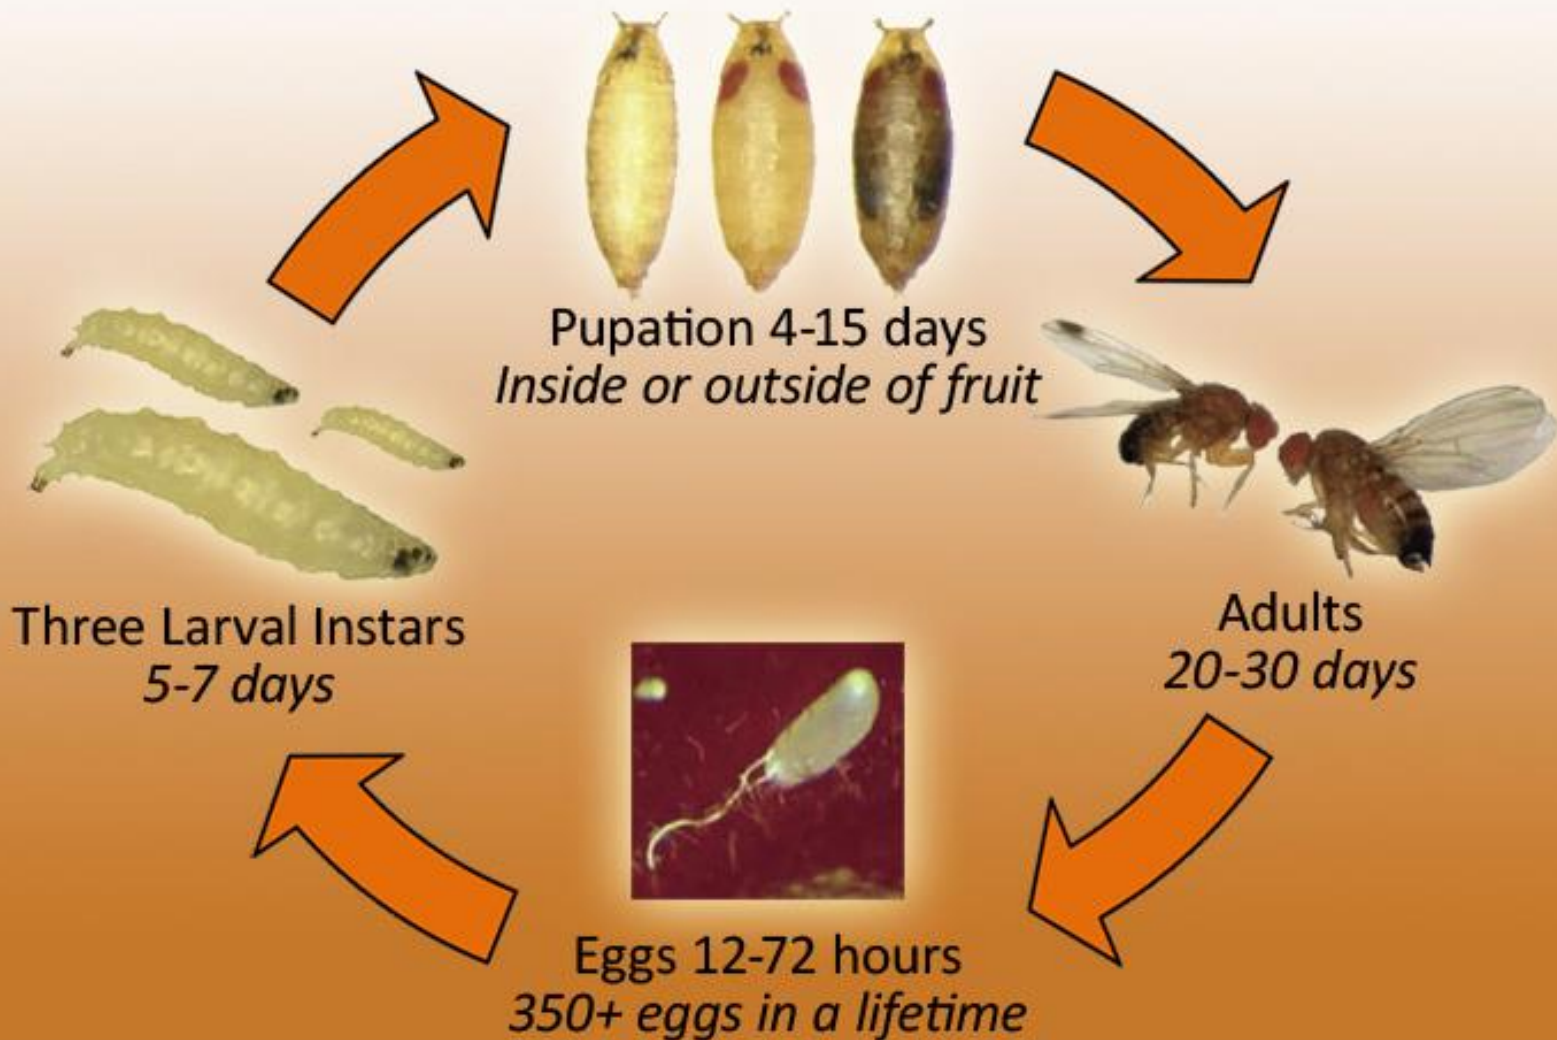 Pupation 4-15 days
Inside or outside of fruit
Three Larval Instars
5-7 days
Adults
20-30 days
Eggs 12-72 hours
350+ eggs in a lifetime